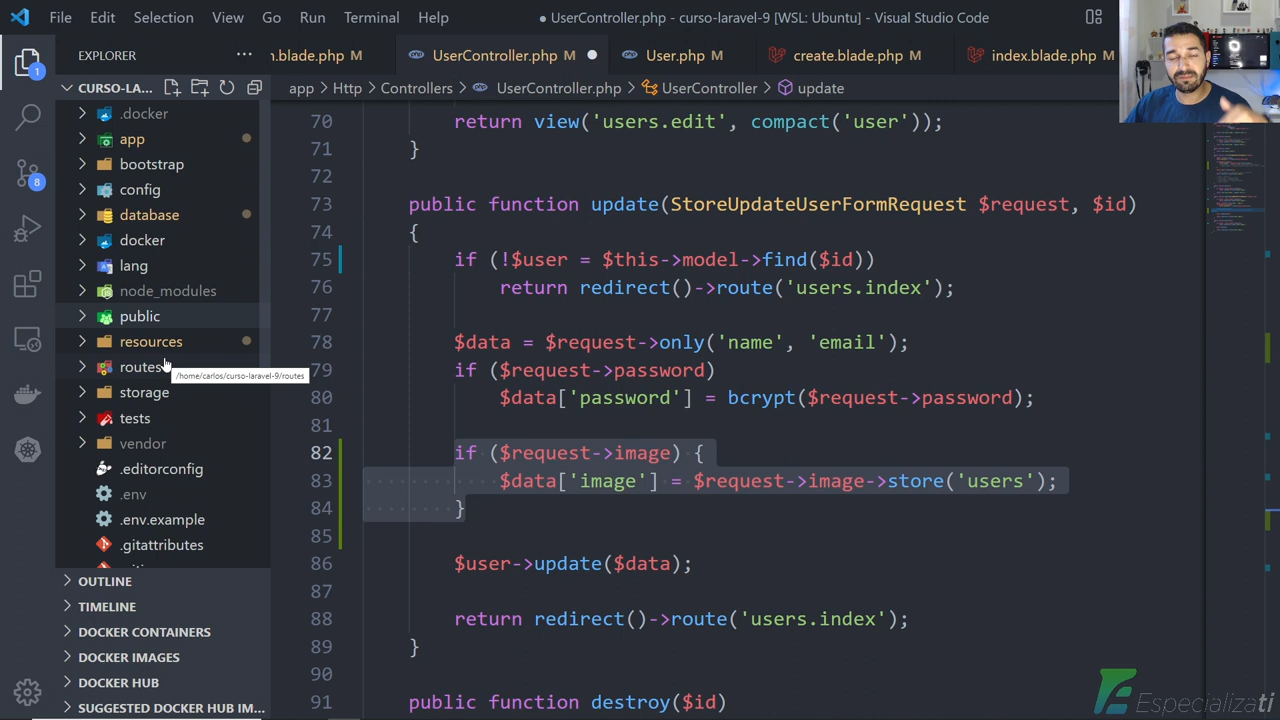 File Edit Selection View Go Run Terminal Help
● UserController.php - curso-laravel-9 [WSL: Ubuntu] - Visual Studio Code
EXPLORER
n.blade.php M
UserController.php M
User.php M
create.blade.php M
index.blade.php M
CURSO-LA...
app > Http > Controllers > UserController.php > UserController > update
1
8
.docker
app
bootstrap
config
database
docker
lang
node_modules
public
resources
routes
/home/carlos/curso-laravel-9/routes
storage
tests
vendor
.editorconfig
.env
.env.example
.gitattributes
OUTLINE
TIMELINE
DOCKER CONTAINERS
DOCKER IMAGES
DOCKER HUB
SUGGESTED DOCKER HUB IM...
70 return view('users.edit', compact('user'));
71 }
72
73 public function update(StoreUpdateUserFormRequest $request, $id)
74 {
75 if (!$user = $this->model->find($id))
76 return redirect()->route('users.index');
77
78 $data = $request->only('name', 'email');
79 if ($request->password)
80 $data['password'] = bcrypt($request->password);
81
82 if ($request->image) {
83 $data['image'] = $request->image->store('users');
84 }
85
86 $user->update($data);
87
88 return redirect()->route('users.index');
89 }
90
91 public function destroy($id)
Especializati